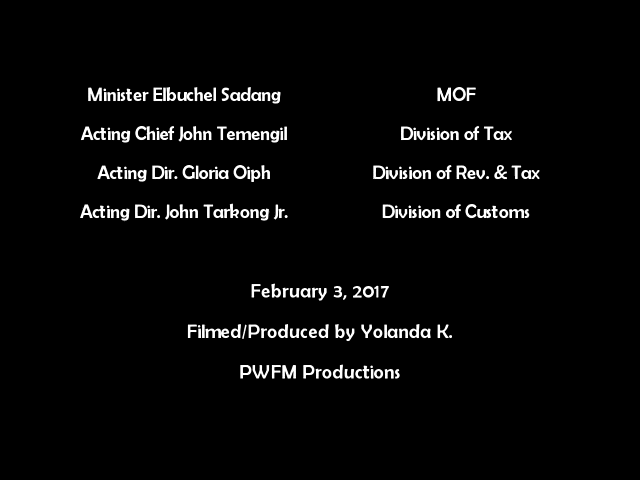 Minister Elbuchel Sadang MOF
Acting Chief John Temengil Division of Tax
Acting Dir. Gloria Oiph Division of Rev. & Tax
Acting Dir. John Tarkong Jr. Division of Customs
February 3, 2017
Filmed/Produced by Yolanda K.
PWFM Productions